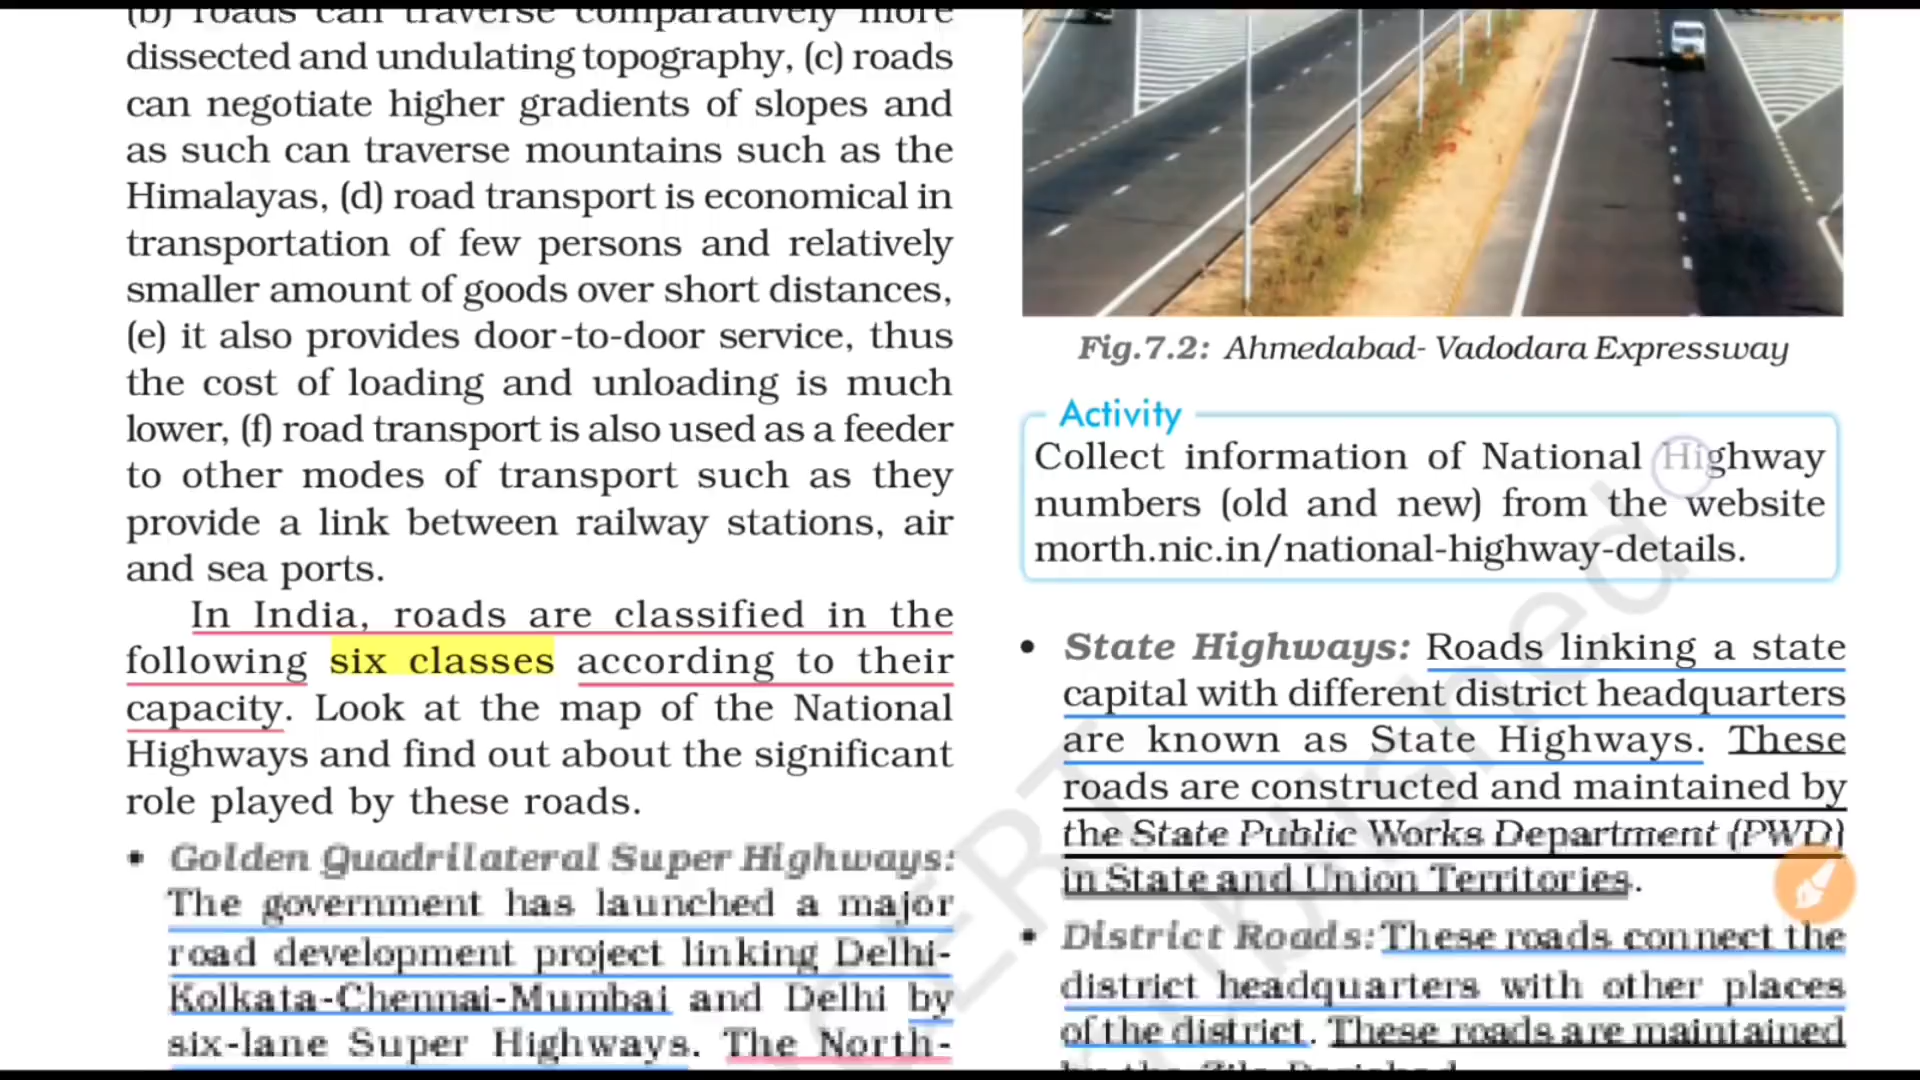 (b) roads can traverse comparatively more
dissected and undulating topography, (c) roads
can negotiate higher gradients of slopes and
as such can traverse mountains such as the
Himalayas, (d) road transport is economical in
transportation of few persons and relatively
smaller amount of goods over short distances,
(e) it also provides door-to-door service, thus
the cost of loading and unloading is much
lower, (f) road transport is also used as a feeder
to other modes of transport such as they
provide a link between railway stations, air
and sea ports.
In India, roads are classified in the
following six classes according to their
capacity. Look at the map of the National
Highways and find out about the significant
role played by these roads.
• Golden Quadrilateral Super Highways:
The government has launched a major
road development project linking Delhi-
Kolkata-Chennai-Mumbai and Delhi by
six-lane Super Highways. The North-
Fig.7.2: Ahmedabad- Vadodara Expressway
Activity
Collect information of National Highway
numbers (old and new) from the website
morth.nic.in/national-highway-details.
• State Highways: Roads linking a state
capital with different district headquarters
are known as State Highways. These
roads are constructed and maintained by
the State Public Works Department (PWD)
in State and Union Territories.
• District Roads: These roads connect the
district headquarters with other places
of the district. These roads are maintained
by the Zila Parishad.